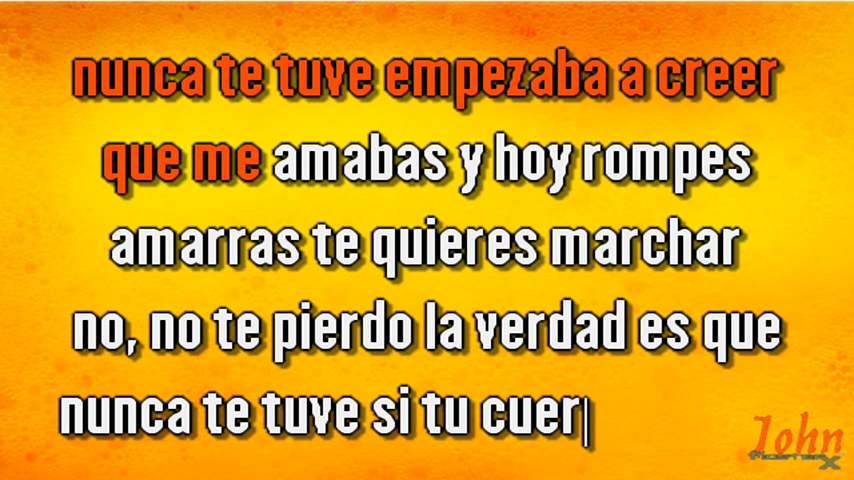 nunca te tuve empezaba a creer
que me amabas y hoy rompes
amarras te quieres marchar
no, no te pierdo la verdad es que
nunca te tuve si tu cuer
John